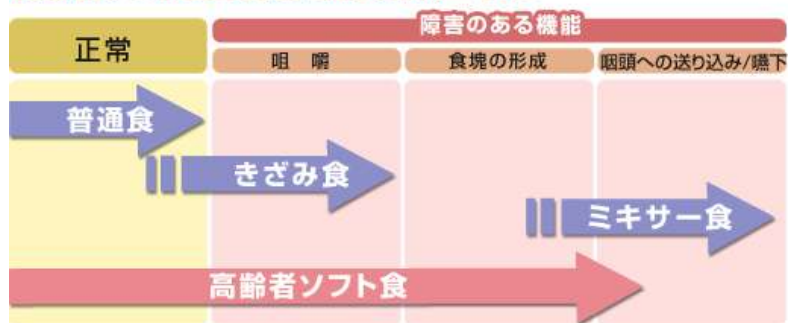 障害のある機能
正常
咀嚼
食塊の形成
咽頭への送り込み/嚥下
普通食
きざみ食
ミキサー食
高齢者ソフト食